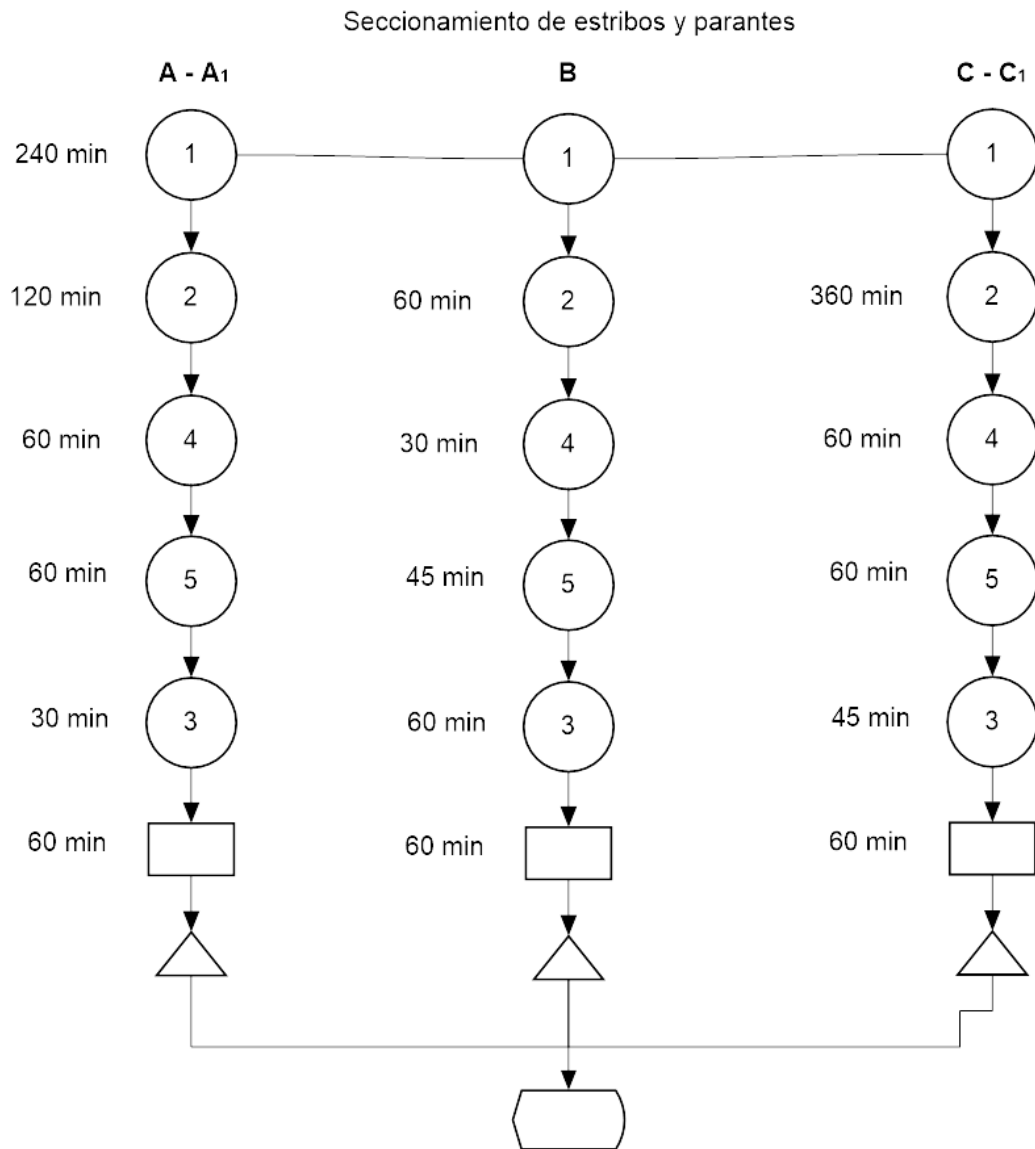 Seccionamiento de estribos y parantes
A - A₁ B C - C₁
240 min 1 1 1
120 min 2 60 min 2 360 min 2
60 min 4 30 min 4 60 min 4
60 min 5 45 min 5 60 min 5
30 min 3 60 min 3 45 min 3
60 min 60 min 60 min